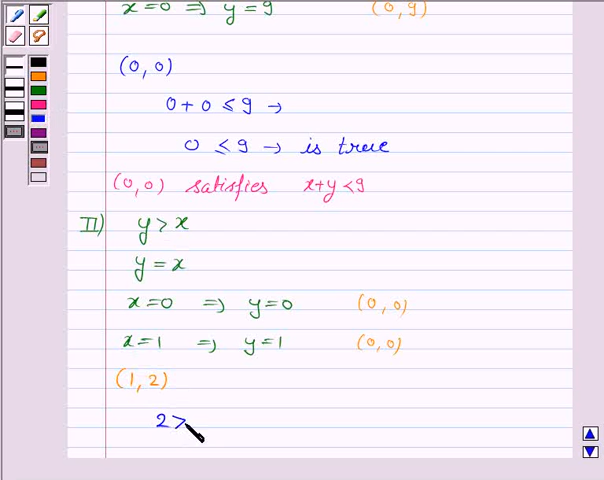 x=0 ⇒ y=9 (0,9)
(0,0)
0+0 ≤ 9 →
0 ≤ 9 → is true
(0,0) satisfies x+y<9
II) y > x
y = x
x=0 ⇒ y=0 (0,0)
x=1 ⇒ y=1 (0,0)
(1,2)
2>